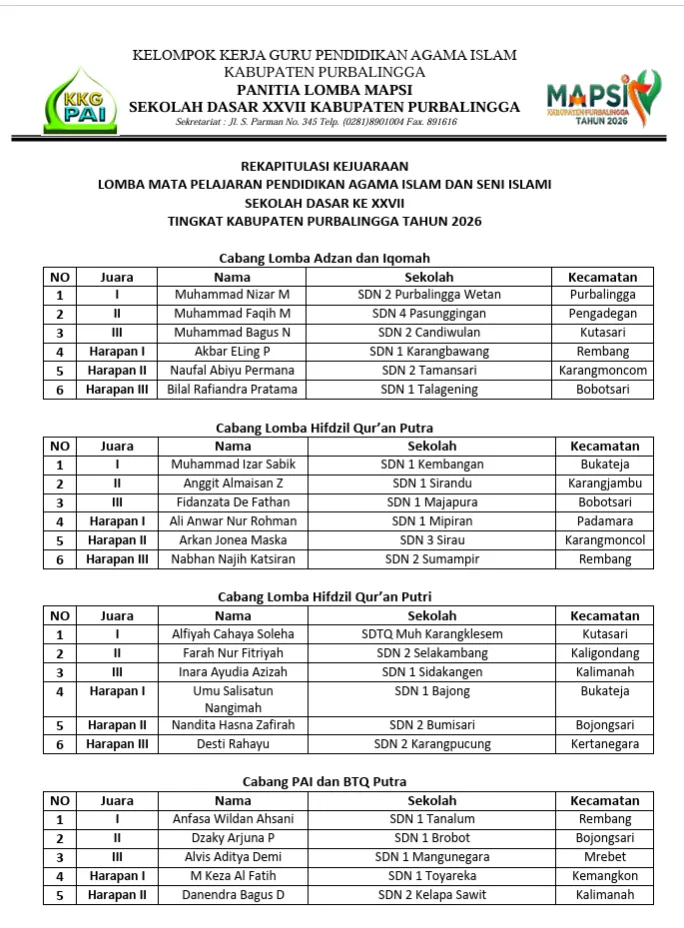 KELOMPOK KERJA GURU PENDIDIKAN AGAMA ISLAM
KABUPATEN PURBALINGGA
PANITIA LOMBA MAPSI
SEKOLAH DASAR XXVII KABUPATEN PURBALINGGA
Sekretariat : Jl. S. Parman No. 345 Telp. (0281)8901004 Fax. 891616
KKG
PAI
MAPSI
KABUPATEN PURBALINGGA
TAHUN 2026
REKAPITULASI KEJUARAAN
LOMBA MATA PELAJARAN PENDIDIKAN AGAMA ISLAM DAN SENI ISLAMI
SEKOLAH DASAR KE XXVII
TINGKAT KABUPATEN PURBALINGGA TAHUN 2026
Cabang Lomba Adzan dan Iqomah
NO Juara Nama Sekolah Kecamatan
1 I Muhammad Nizar M SDN 2 Purbalingga Wetan Purbalingga
2 II Muhammad Faqih M SDN 4 Pasunggingan Pengadegan
3 III Muhammad Bagus N SDN 2 Candiwulan Kutasari
4 Harapan I Akbar ELing P SDN 1 Karangbawang Rembang
5 Harapan II Naufal Abiyu Permana SDN 2 Tamansari Karangmoncom
6 Harapan III Bilal Rafiandra Pratama SDN 1 Talagening Bobotsari
Cabang Lomba Hifdzil Qur’an Putra
NO Juara Nama Sekolah Kecamatan
1 I Muhammad Izar Sabik SDN 1 Kembangan Bukateja
2 II Anggit Almaisan Z SDN 1 Sirandu Karangjambu
3 III Fidanzata De Fathan SDN 1 Majapura Bobotsari
4 Harapan I Ali Anwar Nur Rohman SDN 1 Mipiran Padamara
5 Harapan II Arkan Jonea Maska SDN 3 Sirau Karangmoncol
6 Harapan III Nabhan Najih Katsiran SDN 2 Sumampir Rembang
Cabang Lomba Hifdzil Qur’an Putri
NO Juara Nama Sekolah Kecamatan
1 I Alfiyah Cahaya Soleha SDTQ Muh Karangklesem Kutasari
2 II Farah Nur Fitriyah SDN 2 Selakambang Kaligondang
3 III Inara Ayudia Azizah SDN 1 Sidakangen Kalimanah
4 Harapan I Umu Salisatun SDN 1 Bajong Bukateja
Nangimah
5 Harapan II Nandita Hasna Zafirah SDN 2 Bumisari Bojongsari
6 Harapan III Desti Rahayu SDN 2 Karangpucung Kertanegara
Cabang PAI dan BTQ Putra
NO Juara Nama Sekolah Kecamatan
1 I Anfasa Wildan Ahsani SDN 1 Tanalum Rembang
2 II Dzaky Arjuna P SDN 1 Brobot Bojongsari
3 III Alvis Aditya Demi SDN 1 Mangunegara Mrebet
4 Harapan I M Keza Al Fatih SDN 1 Toyareka Kemangkon
5 Harapan II Danendra Bagus D SDN 2 Kelapa Sawit Kalimanah